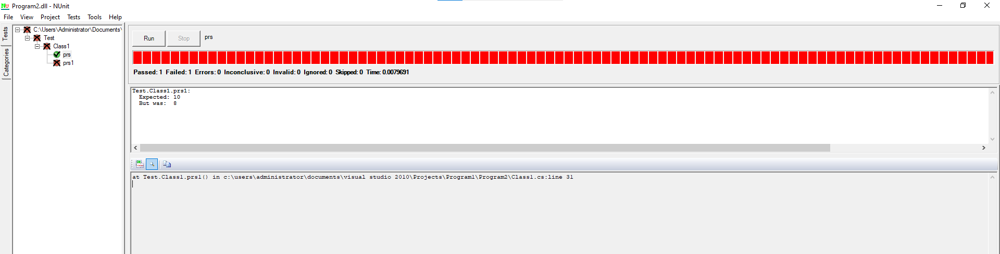 NU Program2.dll - NUnit
File View Project Tests Tools Help
Tests
Categories
C:\Users\Administrator\Documents\
Test
Class1
prs
prs1
Run Stop prs
Passed: 1 Failed: 1 Errors: 0 Inconclusive: 0 Invalid: 0 Ignored: 0 Skipped: 0 Time: 0.0079691
Test.Class1.prs1:
Expected: 10
But was: 8
at Test.Class1.prs1() in c:\users\administrator\documents\visual studio 2010\Projects\Program1\Program2\Class1.cs:line 31